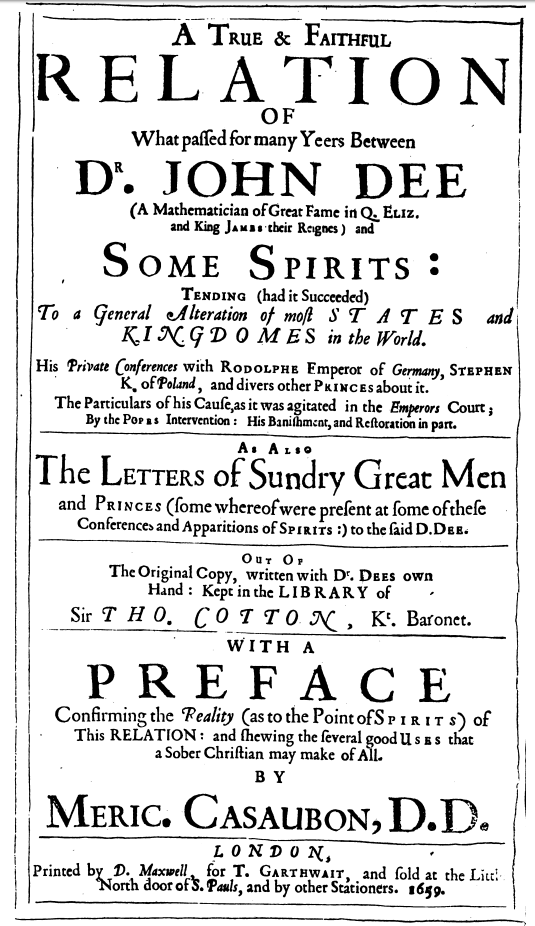 A TRUE & FAITHFUL
RELATION
OF
What paſſed for many Yeers Between
DR. JOHN DEE
(A Mathematician of Great Fame in Q. ELIZ.
and King JAMES their Reignes) and
SOME SPIRITS:
TENDING (had it Succeeded)
To a General Alteration of moſt STATES and
KINGDOMES in the World.
His Private Conferences with RODOLPHE Emperor of Germany, STEPHEN
K. of Poland, and divers other PRINCES about it.
The Particulars of his Cauſe, as it was agitated in the Emperors Court;
By the POPES Intervention: His Baniſhment, and Reſtoration in part.
AS ALSO
The LETTERS of Sundry Great Men
and PRINCES (ſome whereof were preſent at ſome of theſe
Conferences and Apparitions of SPIRITS:) to the ſaid D. DEE.
OUT OF
The Original Copy, written with Dr. DEES own
Hand: Kept in the LIBRARY of
Sir THO. COTTON, Kt. Baronet.
WITH A
PREFACE
Confirming the Reality (as to the Point of SPIRITS) of
This RELATION: and ſhewing the ſeveral good USES that
a Sober Chriſtian may make of All.
BY
MERIC. CASAUBON, D.D.
LONDON,
Printed by D. Maxwell, for T. GARTHWAIT, and ſold at the Littl
North door of S. Pauls, and by other Stationers. 1659.